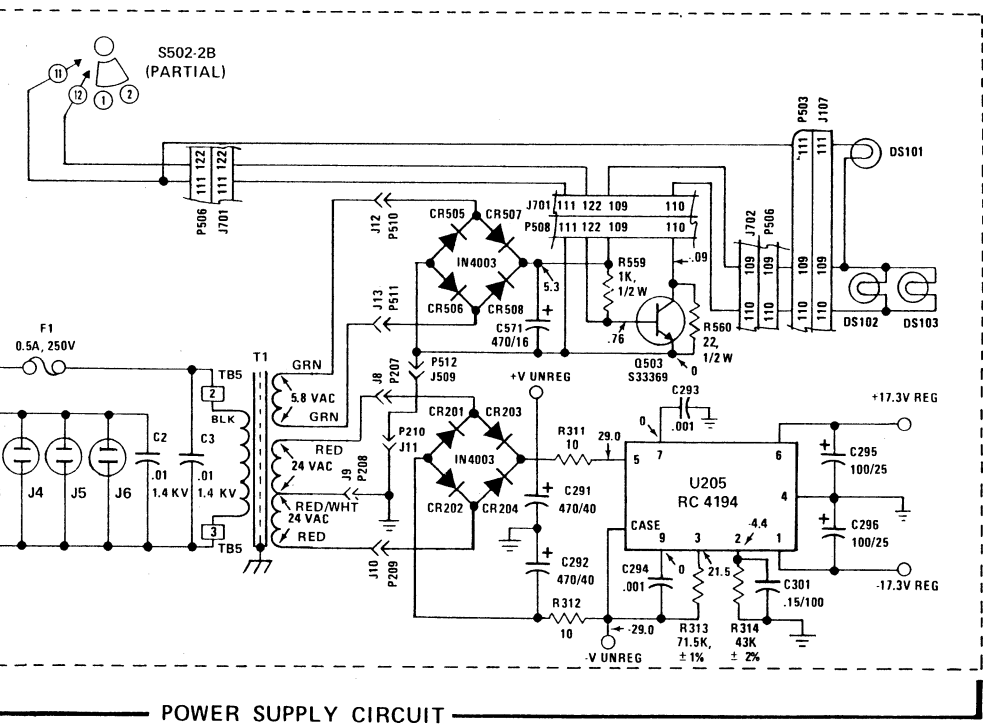 S502-2B
(PARTIAL)
11
12
1
2
P503
J107
111
111
DS101
111 122
111 122
P506
J701
J12
P510
CR505
CR507
IN4003
CR506
CR508
J13
P511
J701 111 122 109 110
P508 111 122 109 110
.09
R559
1K,
1/2 W
5.3
+
C571
470/16
.76
Q503
S33369
0
R560
22,
1/2 W
J702
P506
109 109 109 109
110 110 110 110
DS102
DS103
F1
0.5A, 250V
TB5
2
BLK
T1
GRN
5.8 VAC
GRN
RED
24 VAC
RED/WHT
24 VAC
RED
P512
J509
J8
P207
P210
J11
J9
P208
J10
P209
CR201
CR203
IN4003
CR202
CR204
+V UNREG
R311
10
29.0
C293
.001
0
+17.3V REG
5
7
6
U205
RC 4194
4
CASE
9
3
2
1
-4.4
+
C295
100/25
+
C296
100/25
-17.3V REG
+
C291
470/40
+
C292
470/40
R312
10
-29.0
-V UNREG
C294
.001
0
21.5
R313
71.5K,
±1%
R314
43K
± 2%
C301
.15/100
J4
J5
J6
C2
.01
1.4 KV
C3
.01
1.4 KV
3
TB5
POWER SUPPLY CIRCUIT